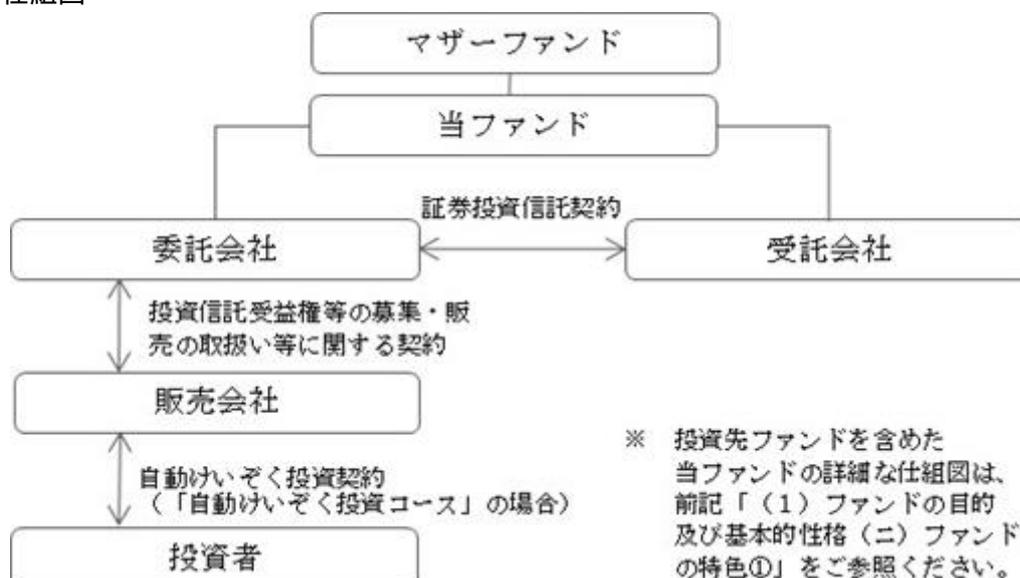 マザーファンド
当ファンド
証券投資信託契約
委託会社
受託会社
投資信託受益権等の募集・販
売の取扱い等に関する契約
販売会社
自動けいぞく投資契約
(「自動けいぞく投資コース」の場合)
投資者
※ 投資先ファンドを含めた
当ファンドの詳細な仕組図は、
前記「(1)ファンドの目的
及び基本的性格(ニ)ファンド
の特色①」をご参照ください。